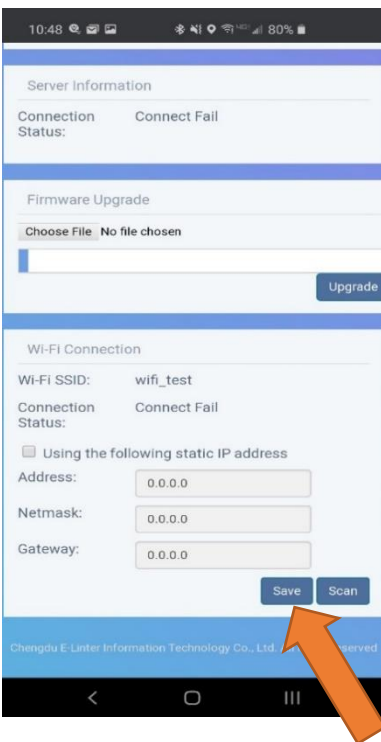 10:48 80%
Server Information
Connection Status: Connect Fail
Firmware Upgrade
Choose File No file chosen
Upgrade
Wi-Fi Connection
Wi-Fi SSID: wifi_test
Connection Status: Connect Fail
Using the following static IP address
Address: 0.0.0.0
Netmask: 0.0.0.0
Gateway: 0.0.0.0
Save Scan
Chengdu E-Linter Information Technology Co., Ltd.